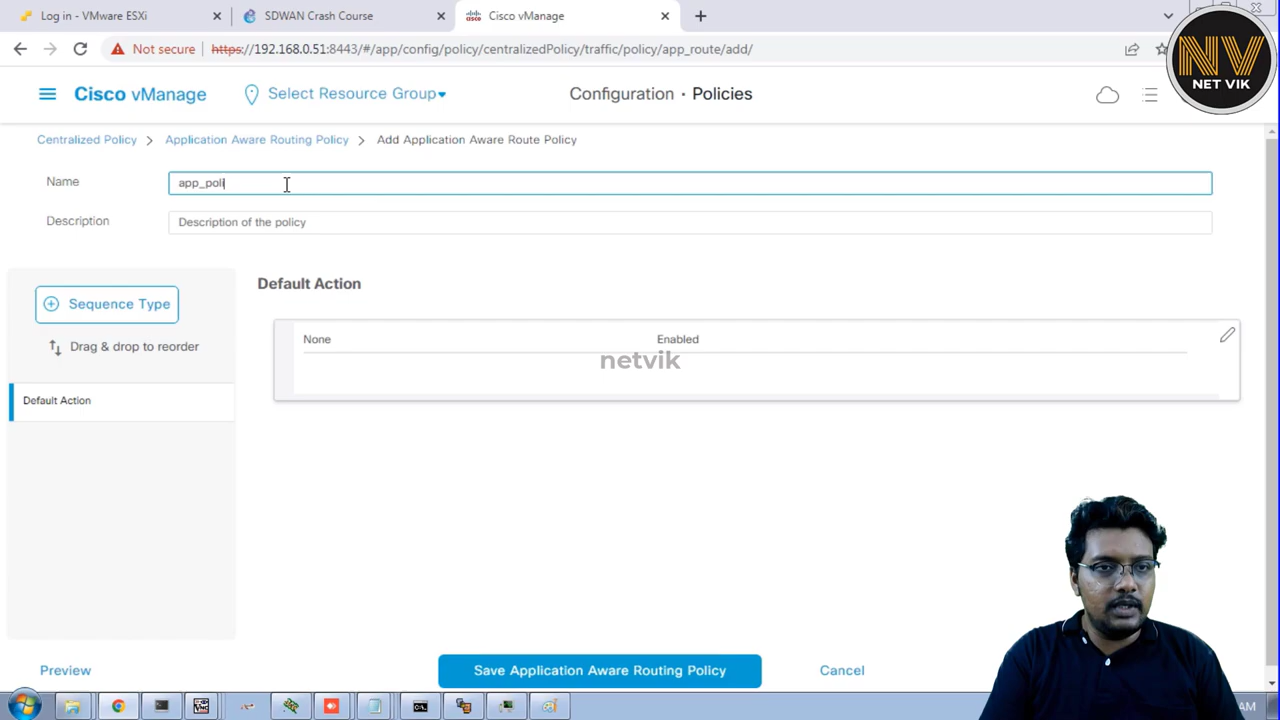 Log in - VMware ESXi
SDWAN Crash Course
Cisco vManage
Not secure
https://192.168.0.51:8443/#/app/config/policy/centralizedPolicy/traffic/policy/app_route/add/
NV
NET VIK
Cisco vManage
Select Resource Group
Configuration · Policies
Centralized Policy > Application Aware Routing Policy > Add Application Aware Route Policy
Name
app_poli
Description
Description of the policy
Sequence Type
Drag & drop to reorder
Default Action
Default Action
None
Enabled
netvik
Preview
Save Application Aware Routing Policy
Cancel
AM